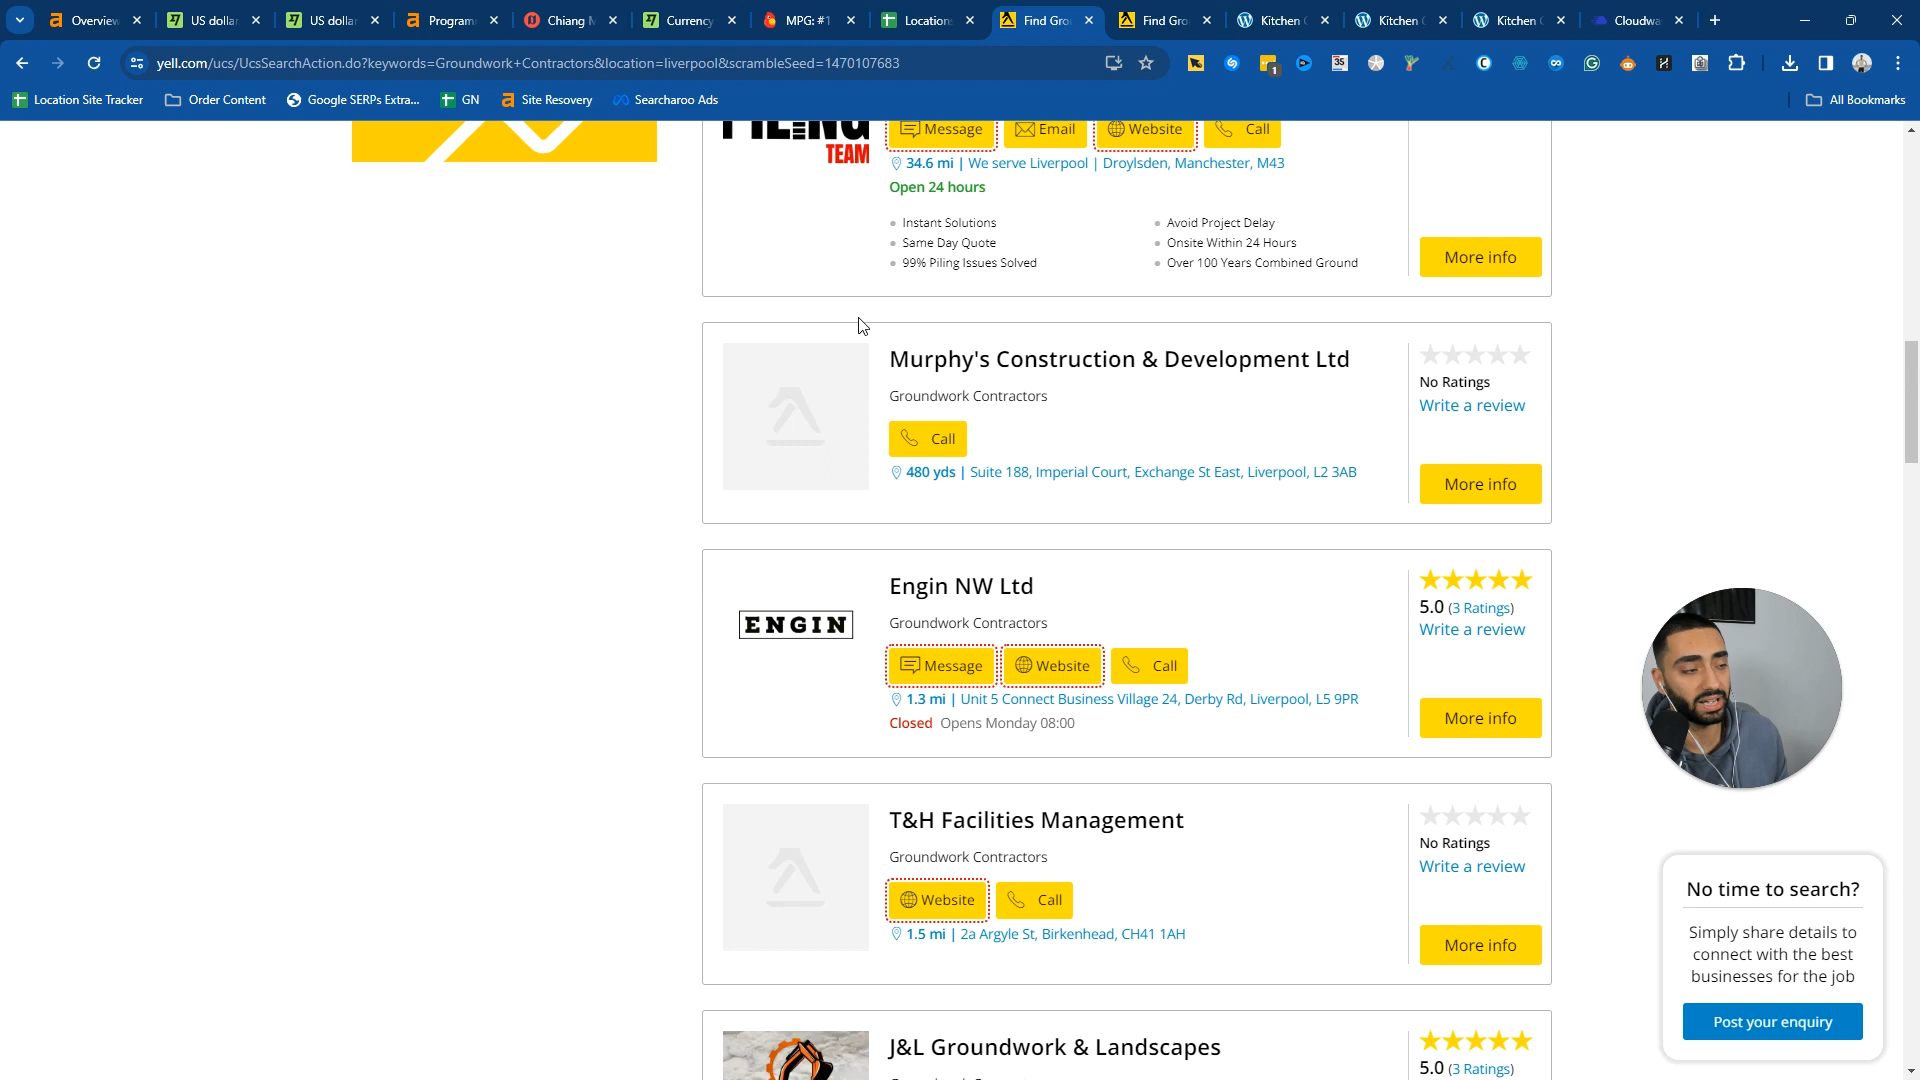 Overview
US dollar
US dollar
Program
Chiang M
Currency
MPG: #1
Locations
Find Gro
Find Gro
Kitchen
Kitchen
Kitchen
Cloudwa
yell.com/ucs/UcsSearchAction.do?keywords=Groundwork+Contractors&location=liverpool&scrambleSeed=1470107683
1
35
Location Site Tracker
Order Content
Google SERPs Extra...
GN
Site Recovery
Searcharoo Ads
All Bookmarks
PILING
TEAM
Message
Email
Website
Call
34.6 mi | We serve Liverpool | Droylsden, Manchester, M43
Open 24 hours
Instant Solutions
Avoid Project Delay
Same Day Quote
Onsite Within 24 Hours
99% Piling Issues Solved
Over 100 Years Combined Ground
More info
Murphy's Construction & Development Ltd
Groundwork Contractors
Call
480 yds | Suite 188, Imperial Court, Exchange St East, Liverpool, L2 3AB
No Ratings
Write a review
More info
ENGIN
Engin NW Ltd
Groundwork Contractors
Message
Website
Call
1.3 mi | Unit 5 Connect Business Village 24, Derby Rd, Liverpool, L5 9PR
Closed Opens Monday 08:00
5.0 (3 Ratings)
Write a review
More info
T&H Facilities Management
Groundwork Contractors
Website
Call
1.5 mi | 2a Argyle St, Birkenhead, CH41 1AH
No Ratings
Write a review
More info
J&L Groundwork & Landscapes
5.0 (3 Ratings)
No time to search?
Simply share details to
connect with the best
businesses for the job
Post your enquiry